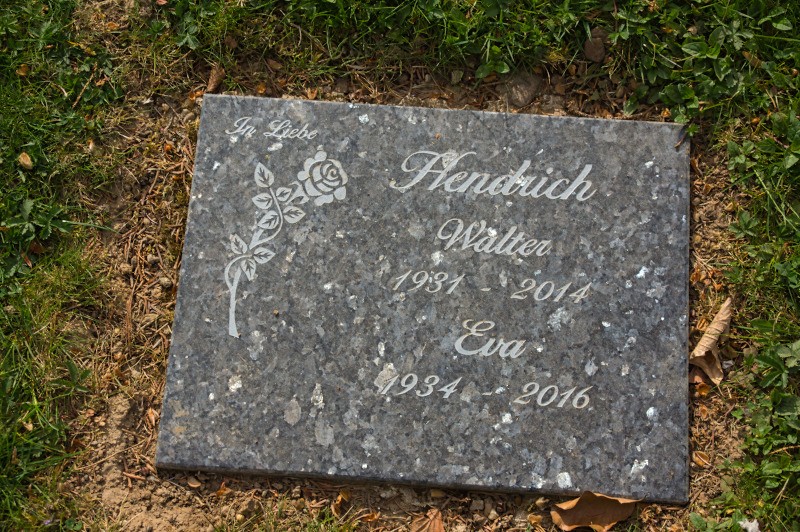 In Liebe
Hendrich
Walter
1931 - 2014
Eva
1934 - 2016